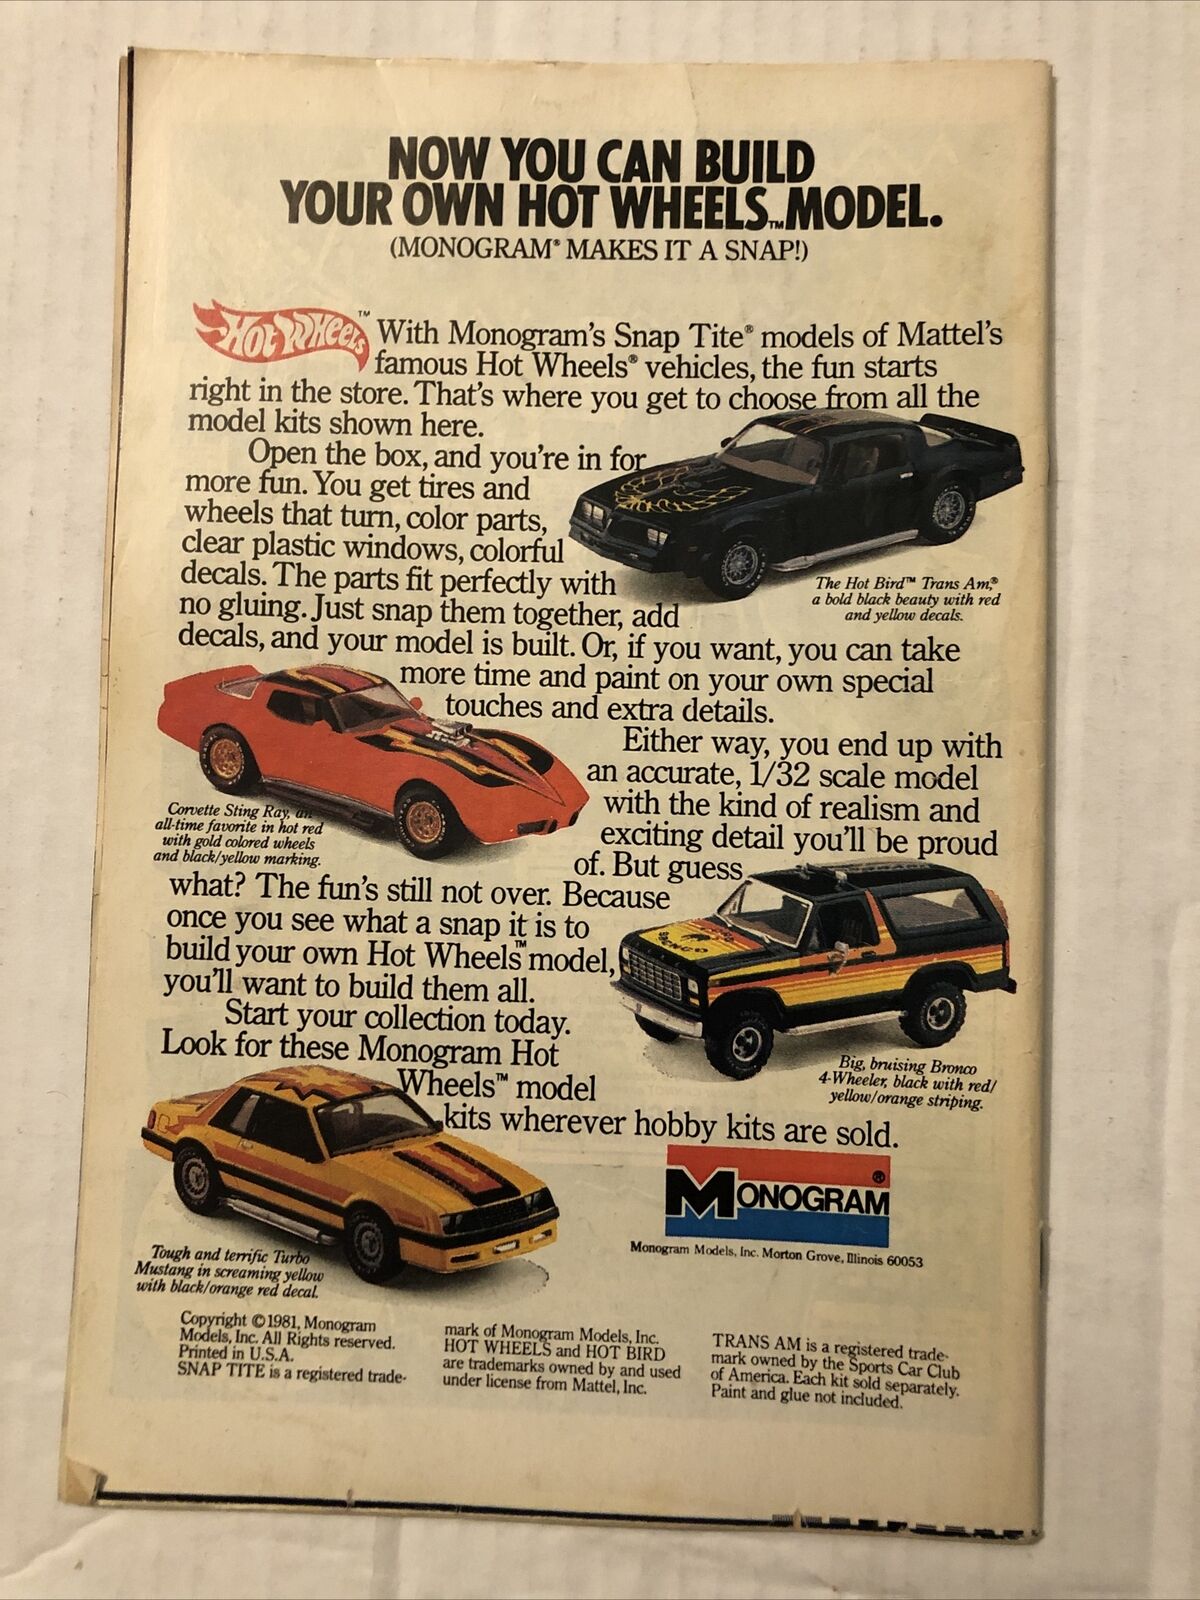 NOW YOU CAN BUILD
YOUR OWN HOT WHEELS™ MODEL.
(MONOGRAM® MAKES IT A SNAP!)
Hot Wheels™
With Monogram's Snap Tite® models of Mattel's
famous Hot Wheels® vehicles, the fun starts
right in the store. That's where you get to choose from all the
model kits shown here.
Open the box, and you're in for
more fun. You get tires and
wheels that turn, color parts,
clear plastic windows, colorful
decals. The parts fit perfectly with
no gluing. Just snap them together, add
decals, and your model is built. Or, if you want, you can take
more time and paint on your own special
touches and extra details.
The Hot Bird™ Trans Am,®
a bold black beauty with red
and yellow decals.
Either way, you end up with
an accurate, 1/32 scale model
with the kind of realism and
exciting detail you'll be proud
of. But guess
what? The fun's still not over. Because
once you see what a snap it is to
build your own Hot Wheels™ model,
you'll want to build them all.
Corvette Sting Ray, an
all-time favorite in hot red
with gold colored wheels
and black/yellow marking.
BRONCO
Start your collection today.
Look for these Monogram Hot
Wheels™ model
kits wherever hobby kits are sold.
Big, bruising Bronco
4-Wheeler, black with red/
yellow/orange striping.
Tough and terrific Turbo
Mustang in screaming yellow
with black/orange red decal.
MONOGRAM®
Monogram Models, Inc. Morton Grove, Illinois 60053
Copyright ©1981, Monogram
Models, Inc. All Rights reserved.
Printed in U.S.A.
SNAP TITE is a registered trade-
mark of Monogram Models, Inc.
HOT WHEELS and HOT BIRD
are trademarks owned by and used
under license from Mattel, Inc.
TRANS AM is a registered trade-
mark owned by the Sports Car Club
of America. Each kit sold separately.
Paint and glue not included.